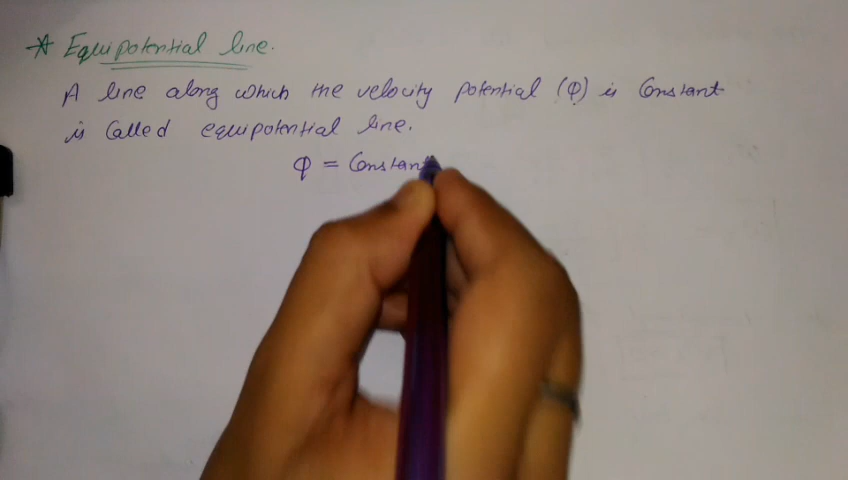 * Equipotential line.
A line along which the velocity potential (φ) is Constant
is Called equipotential line.
φ = Constant